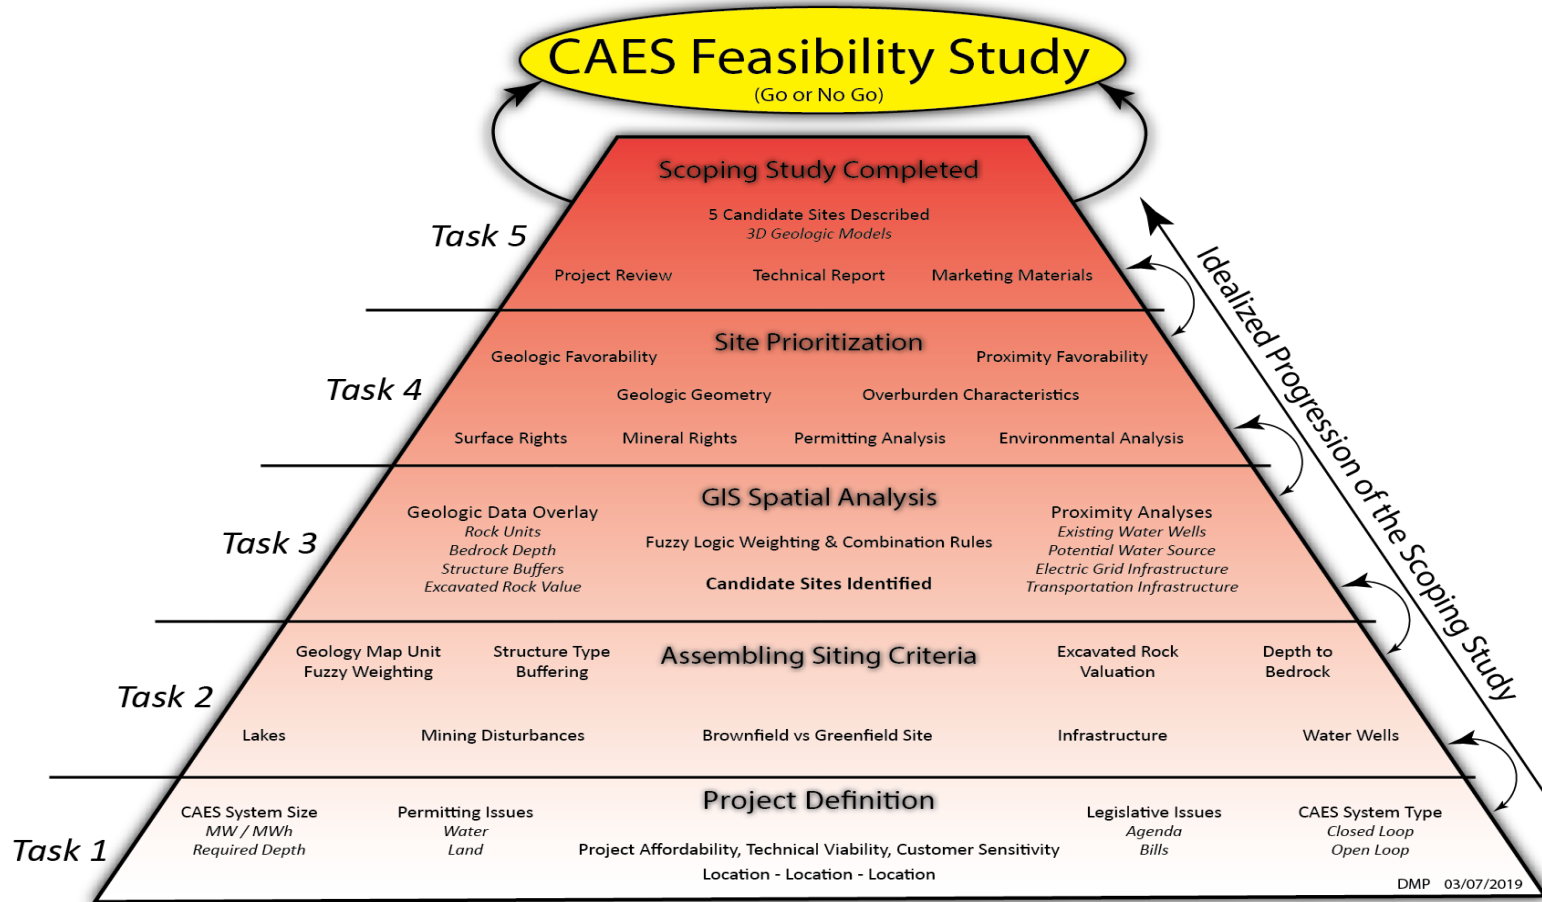 CAES Feasibility Study
(Go or No Go)
Scoping Study Completed
5 Candidate Sites Described
3D Geologic Models
Task 5
Project Review
Technical Report
Marketing Materials
Idealized Progression of the Scoping Study
Site Prioritization
Geologic Favorability
Proximity Favorability
Task 4
Geologic Geometry
Overburden Characteristics
Surface Rights
Mineral Rights
Permitting Analysis
Environmental Analysis
GIS Spatial Analysis
Task 3
Geologic Data Overlay
Rock Units
Bedrock Depth
Structure Buffers
Excavated Rock Value
Fuzzy Logic Weighting & Combination Rules
Candidate Sites Identified
Proximity Analyses
Existing Water Wells
Potential Water Source
Electric Grid Infrastructure
Transportation Infrastructure
Task 2
Geology Map Unit
Fuzzy Weighting
Structure Type
Buffering
Assembling Siting Criteria
Excavated Rock
Valuation
Depth to
Bedrock
Lakes
Mining Disturbances
Brownfield vs Greenfield Site
Infrastructure
Water Wells
Project Definition
Task 1
CAES System Size
MW / MWh
Required Depth
Permitting Issues
Water
Land
Project Affordability, Technical Viability, Customer Sensitivity
Location - Location - Location
Legislative Issues
Agenda
Bills
CAES System Type
Closed Loop
Open Loop
DMP 03/07/2019